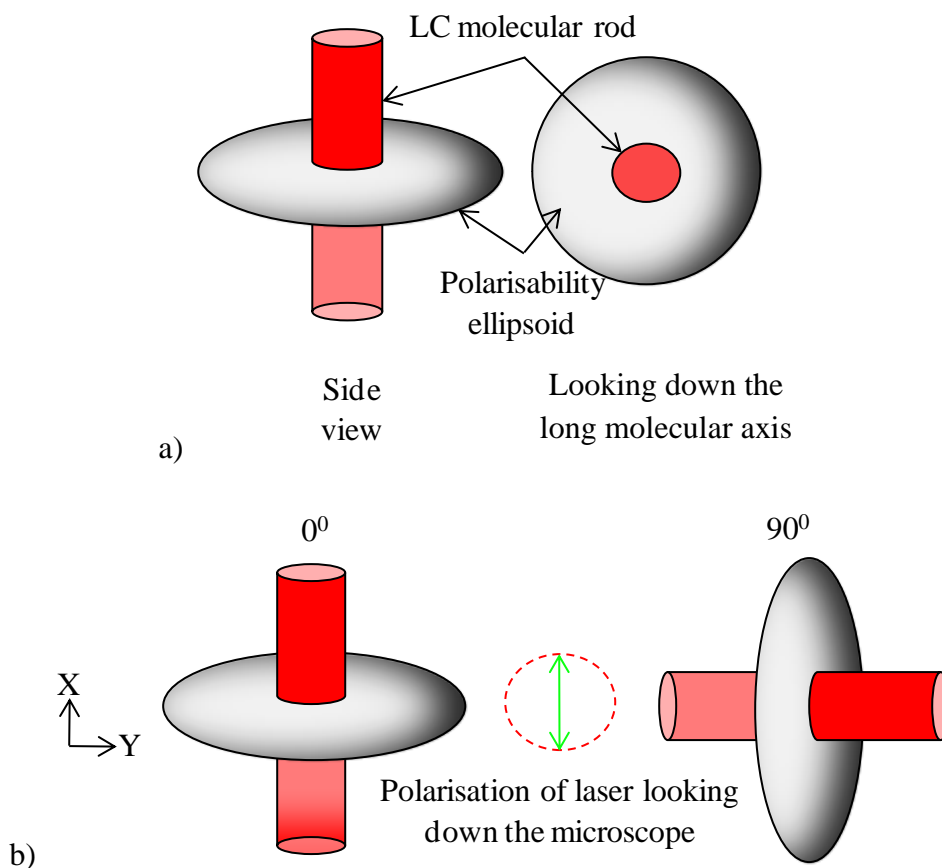 LC molecular rod
Polarisability
ellipsoid
Side
view
Looking down the
long molecular axis
a)
0⁰
90⁰
X
Y
Polarisation of laser looking
down the microscope
b)